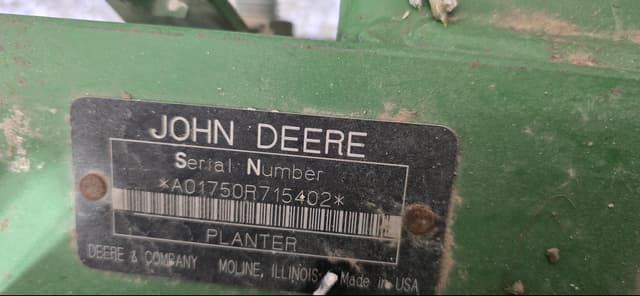 JOHN DEERE
Serial Number
*A01750R715402*
PLANTER
DEERE & COMPANY MOLINE, ILLINOIS Made in USA